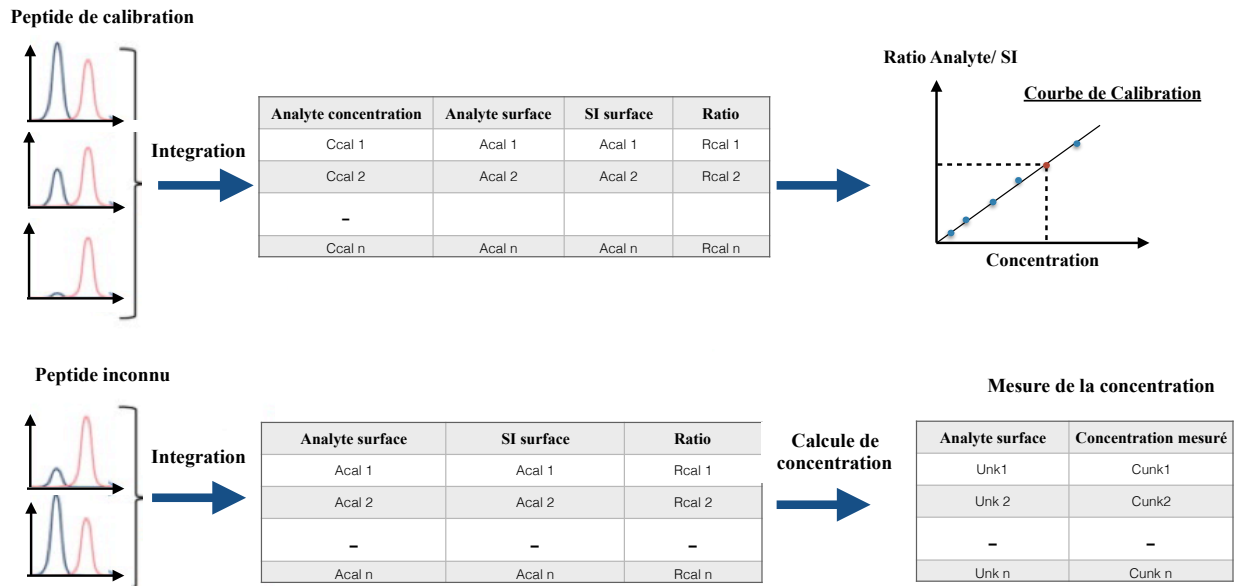 Peptide de calibration
Integration
Analyte concentration Analyte surface SI surface Ratio
Ccal 1 Acal 1 Acal 1 Rcal 1
Ccal 2 Acal 2 Acal 2 Rcal 2
-
Ccal n Acal n Acal n Rcal n
Ratio Analyte/ SI
Courbe de Calibration
Concentration
Peptide inconnu
Integration
Analyte surface SI surface Ratio
Acal 1 Acal 1 Rcal 1
Acal 2 Acal 2 Rcal 2
- - -
Acal n Acal n Rcal n
Calcule de
concentration
Mesure de la concentration
Analyte surface Concentration mesuré
Unk1 Cunk1
Unk 2 Cunk2
- -
Unk n Cunk n